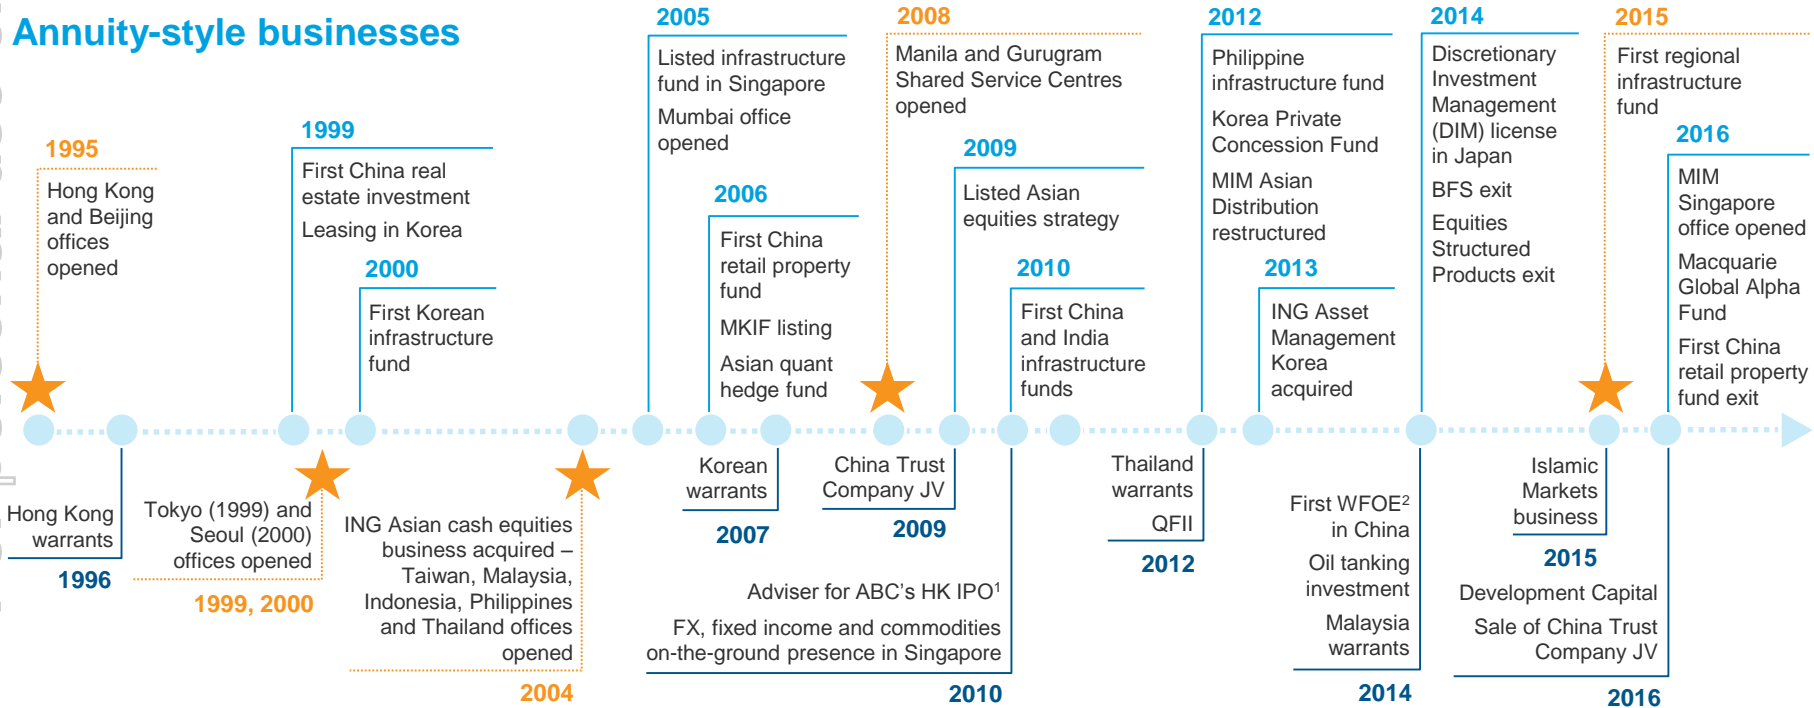 Annuity-style businesses
1995
Hong Kong
and Beijing
offices
opened
1999
First China real
estate investment
Leasing in Korea
2000
First Korean
infrastructure
fund
2005
Listed infrastructure
fund in Singapore
Mumbai office
opened
2006
First China
retail property
fund
MKIF listing
Asian quant
hedge fund
2008
Manila and Gurugram
Shared Service Centres
opened
2009
Listed Asian
equities strategy
2010
First China
and India
infrastructure
funds
2012
Philippine
infrastructure fund
Korea Private
Concession Fund
MIM Asian
Distribution
restructured
2013
ING Asset
Management
Korea
acquired
2014
Discretionary
Investment
Management
(DIM) license
in Japan
BFS exit
Equities
Structured
Products exit
2015
First regional
infrastructure
fund
2016
MIM
Singapore
office opened
Macquarie
Global Alpha
Fund
First China
retail property
fund exit
Hong Kong
warrants
1996
Tokyo (1999) and
Seoul (2000)
offices opened
1999, 2000
ING Asian cash equities
business acquired –
Taiwan, Malaysia,
Indonesia, Philippines
and Thailand offices
opened
2004
Korean
warrants
2007
China Trust
Company JV
2009
Adviser for ABC's HK IPO1
FX, fixed income and commodities
on-the-ground presence in Singapore
2010
Thailand
warrants
QFII
2012
First WFOE2
in China
Oil tanking
investment
Malaysia
warrants
2014
Islamic
Markets
business
2015
Development Capital
Sale of China Trust
Company JV
2016